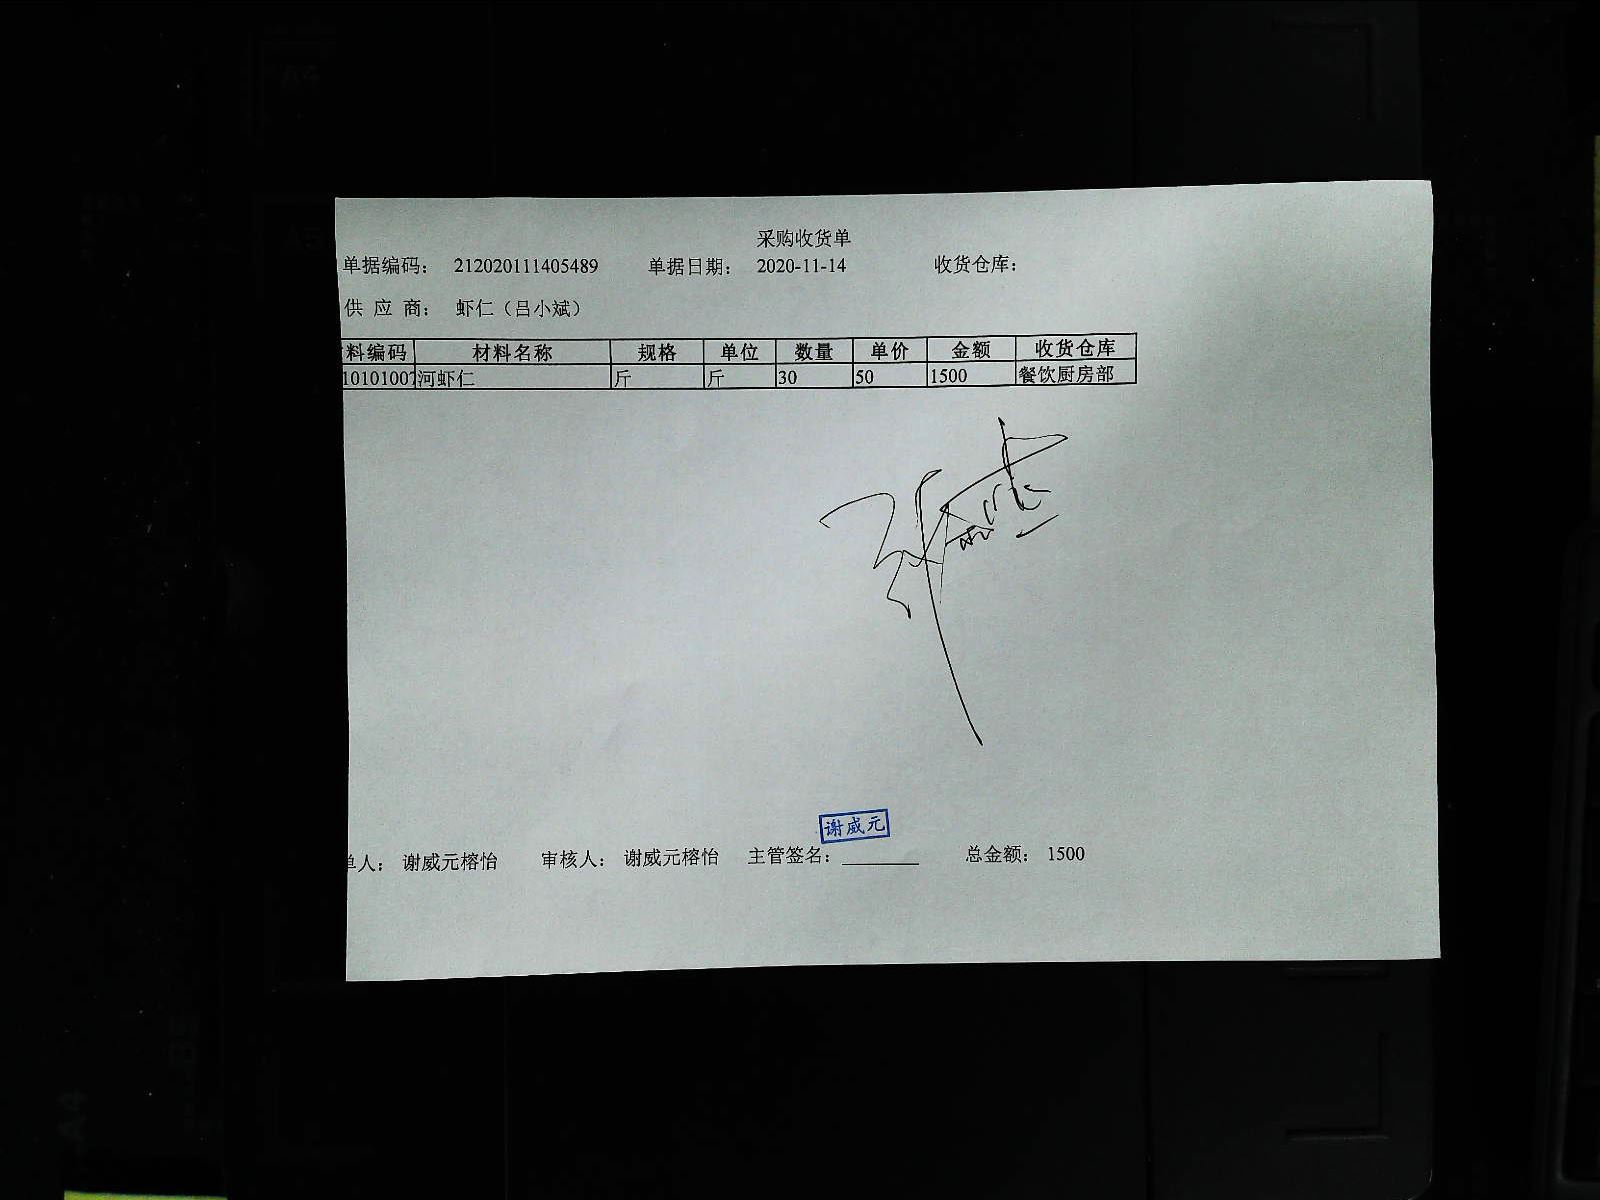 采购收货单
单据编码： 212020111405489 单据日期： 2020-11-14 收货仓库：
供 应 商： 虾仁（吕小斌）
料编码 材料名称 规格 单位 数量 单价 金额 收货仓库
10101007 河虾仁 斤 斤 30 50 1500 餐饮厨房部
谢威元
单人： 谢威元榕怡 审核人： 谢威元榕怡 主管签名： 总金额： 1500